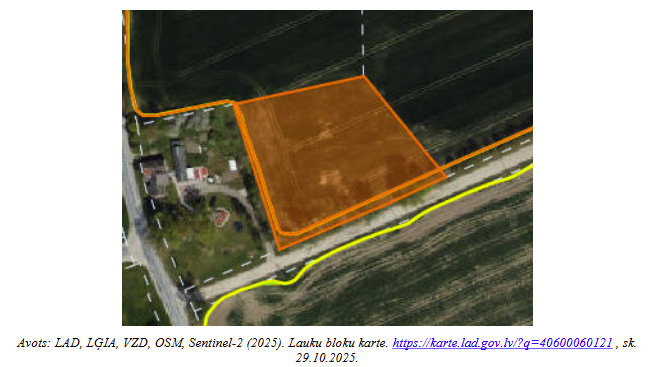 Avots: LAD, LĢIA, VZD, OSM, Sentinel-2 (2025). Lauku bloku karte. https://karte.lad.gov.lv/?q=40600060121 , sk.
29.10.2025.